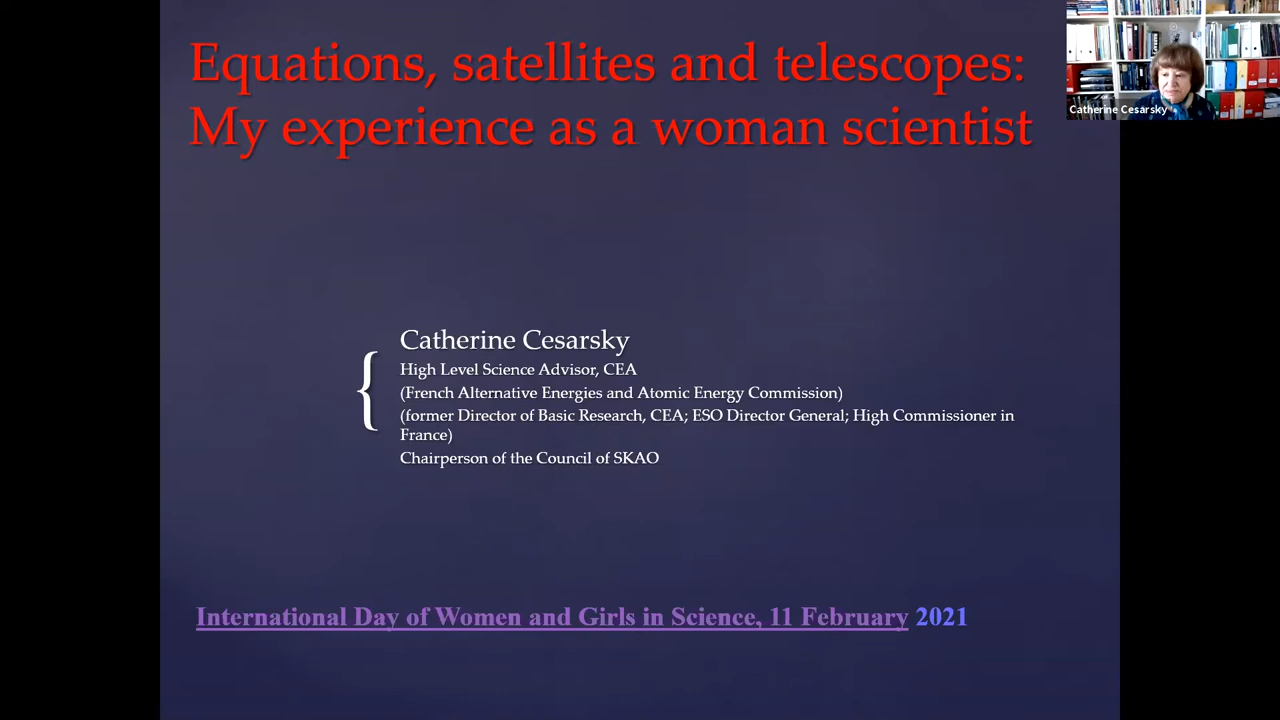 Equations, satellites and telescopes:
My experience as a woman scientist
Catherine Cesarsky
{
Catherine Cesarsky
High Level Science Advisor, CEA
(French Alternative Energies and Atomic Energy Commission)
(former Director of Basic Research, CEA; ESO Director General; High Commissioner in
France)
Chairperson of the Council of SKAO
International Day of Women and Girls in Science, 11 February 2021